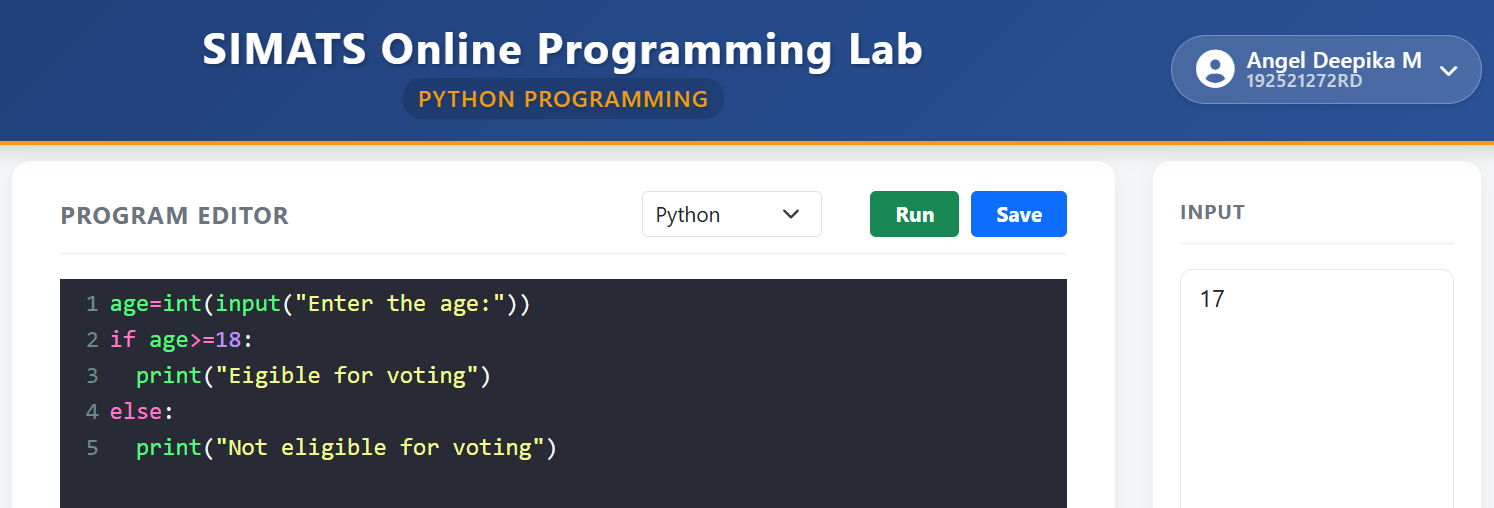 SIMATS Online Programming Lab
PYTHON PROGRAMMING
Angel Deepika M
192521272RD
PROGRAM EDITOR
Python
Run
Save
1 age=int(input("Enter the age:"))
2 if age>=18:
3   print("Eigible for voting")
4 else:
5   print("Not eligible for voting")
INPUT
17